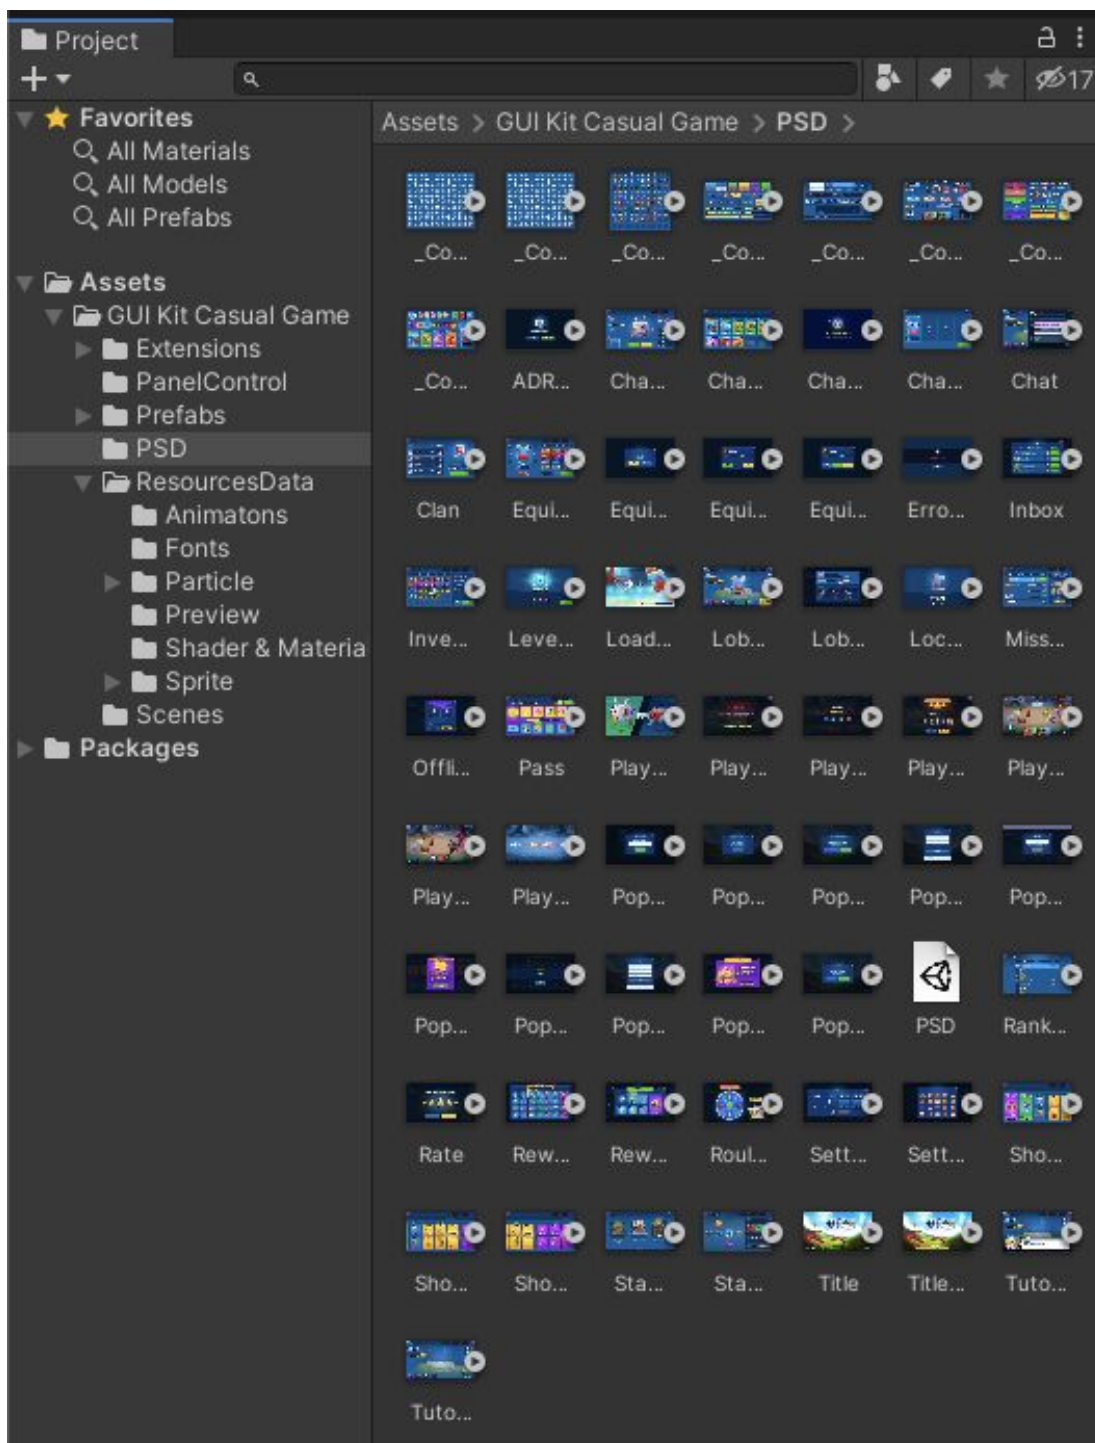 Project
17
Favorites
All Materials
All Models
All Prefabs
Assets
GUI Kit Casual Game
Extensions
PanelControl
Prefabs
PSD
ResourcesData
Animatons
Fonts
Particle
Preview
Shader & Materia
Sprite
Scenes
Packages
Assets > GUI Kit Casual Game > PSD >
_Co... _Co... _Co... _Co... _Co... _Co... _Co...
_Co... ADR... Cha... Cha... Cha... Cha... Chat
Clan Equi... Equi... Equi... Equi... Erro... Inbox
Inve... Leve... Load... Lob... Lob... Loc... Miss...
Offli... Pass Play... Play... Play... Play... Play...
Play... Play... Pop... Pop... Pop... Pop... Pop...
Pop... Pop... Pop... Pop... Pop... PSD Rank...
Rate Rew... Rew... Roul... Sett... Sett... Sho...
Sho... Sho... Sta... Sta... Title Title... Tuto...
Tuto...